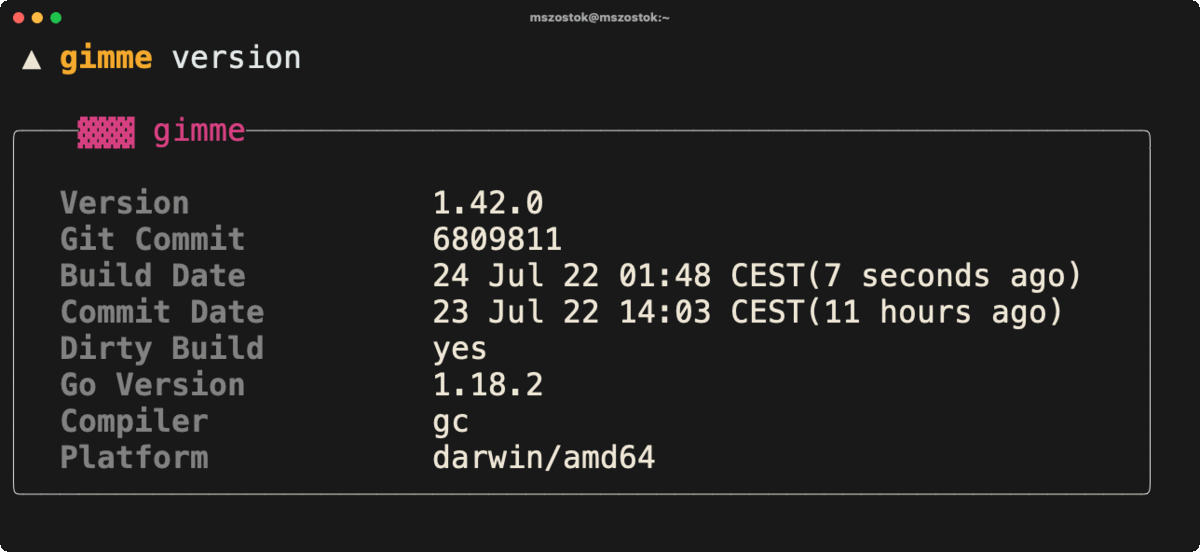 mszostok@mszostok:~
▲ gimme version
▓▓▓ gimme
Version 1.42.0
Git Commit 6809811
Build Date 24 Jul 22 01:48 CEST(7 seconds ago)
Commit Date 23 Jul 22 14:03 CEST(11 hours ago)
Dirty Build yes
Go Version 1.18.2
Compiler gc
Platform darwin/amd64